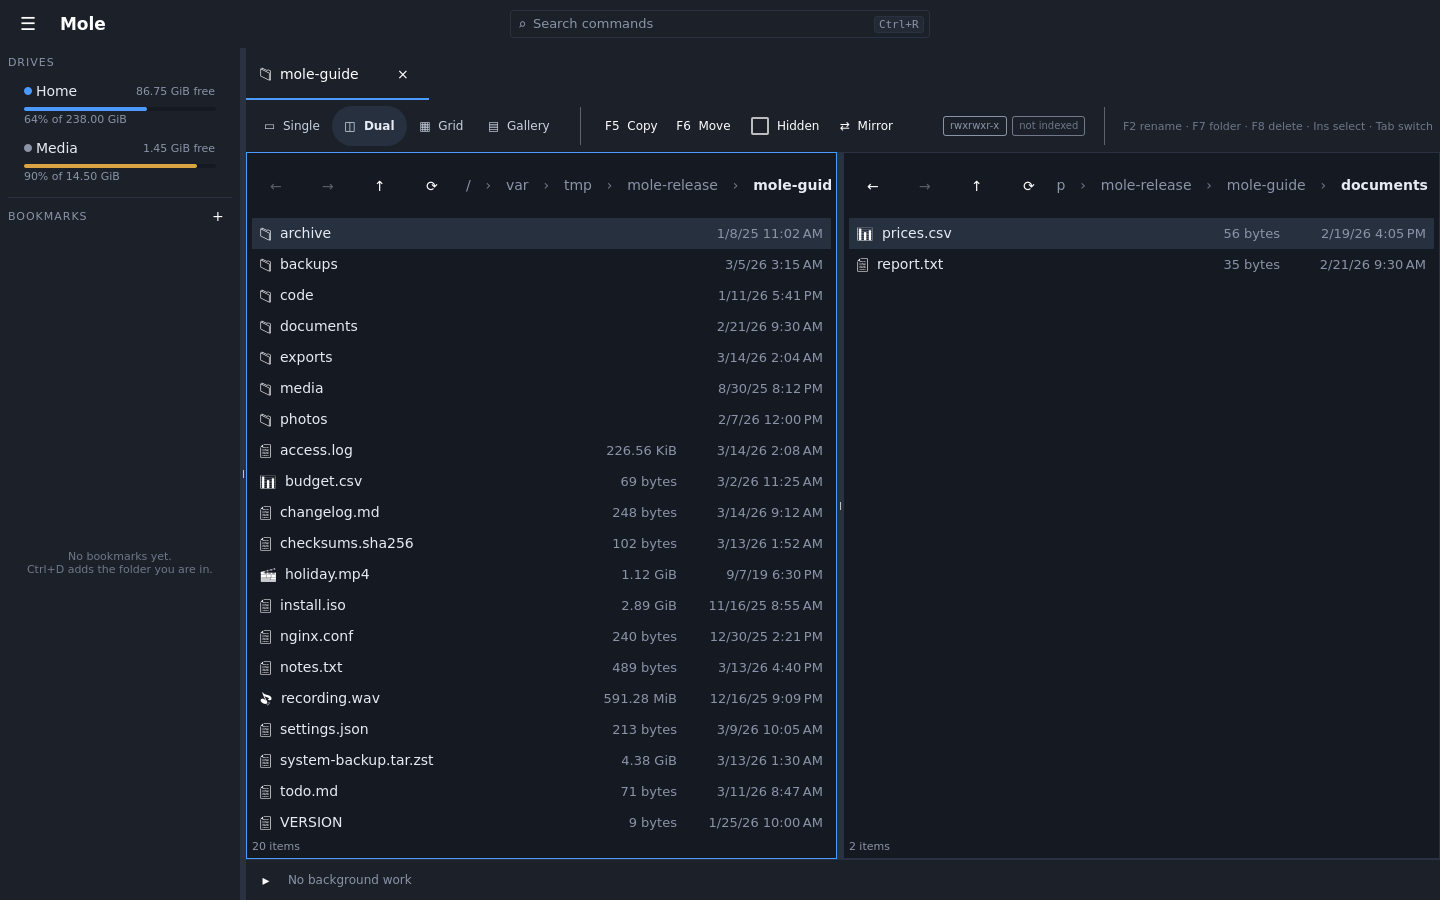 Mole
Search commands Ctrl+R
DRIVES
Home 86.75 GiB free
64% of 238.00 GiB
Media 1.45 GiB free
90% of 14.50 GiB
BOOKMARKS +
No bookmarks yet.
Ctrl+D adds the folder you are in.
mole-guide ×
Single Dual Grid Gallery F5 Copy F6 Move Hidden Mirror rwxrwxr-x not indexed F2 rename · F7 folder · F8 delete · Ins select · Tab switch
/ › var › tmp › mole-release › mole-guid
archive 1/8/25 11:02 AM
backups 3/5/26 3:15 AM
code 1/11/26 5:41 PM
documents 2/21/26 9:30 AM
exports 3/14/26 2:04 AM
media 8/30/25 8:12 PM
photos 2/7/26 12:00 PM
access.log 226.56 KiB 3/14/26 2:08 AM
budget.csv 69 bytes 3/2/26 11:25 AM
changelog.md 248 bytes 3/14/26 9:12 AM
checksums.sha256 102 bytes 3/13/26 1:52 AM
holiday.mp4 1.12 GiB 9/7/19 6:30 PM
install.iso 2.89 GiB 11/16/25 8:55 AM
nginx.conf 240 bytes 12/30/25 2:21 PM
notes.txt 489 bytes 3/13/26 4:40 PM
recording.wav 591.28 MiB 12/16/25 9:09 PM
settings.json 213 bytes 3/9/26 10:05 AM
system-backup.tar.zst 4.38 GiB 3/13/26 1:30 AM
todo.md 71 bytes 3/11/26 8:47 AM
VERSION 9 bytes 1/25/26 10:00 AM
20 items
p › mole-release › mole-guide › documents
prices.csv 56 bytes 2/19/26 4:05 PM
report.txt 35 bytes 2/21/26 9:30 AM
2 items
No background work